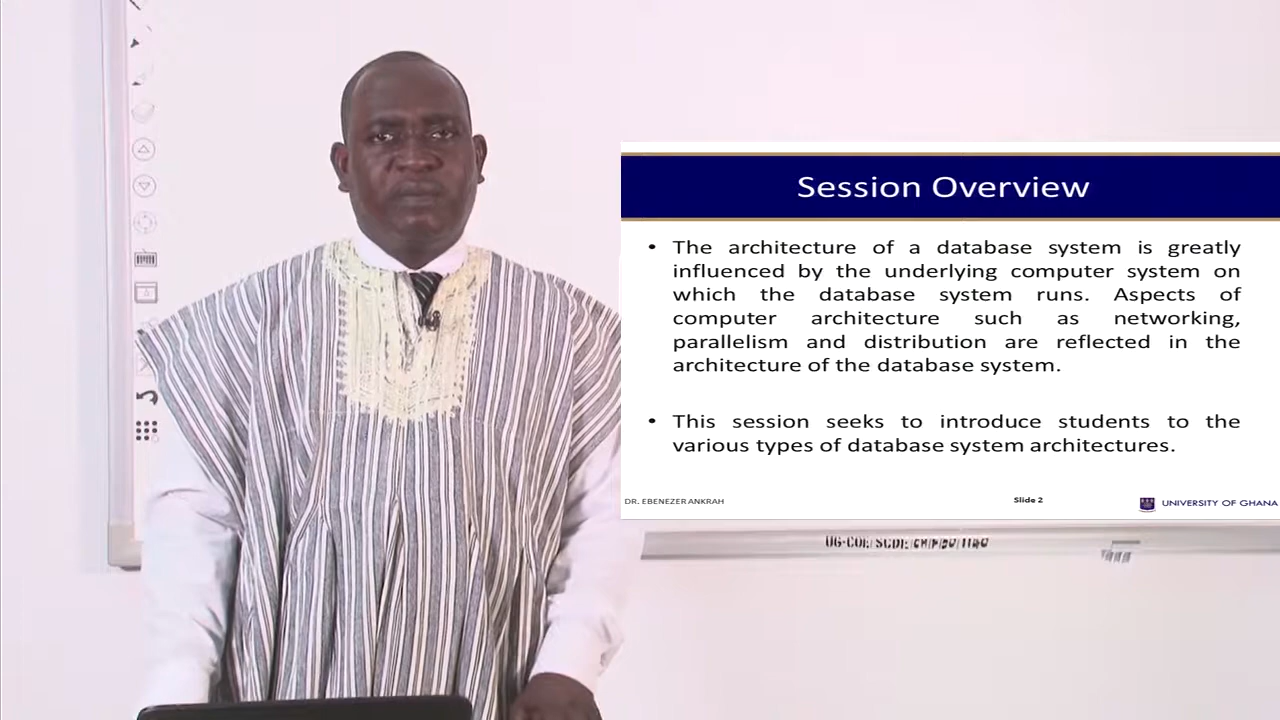 Session Overview
• The architecture of a database system is greatly
influenced by the underlying computer system on
which the database system runs. Aspects of
computer architecture such as networking,
parallelism and distribution are reflected in the
architecture of the database system.
• This session seeks to introduce students to the
various types of database system architectures.
DR. EBENEZER ANKRAH
Slide 2
UNIVERSITY OF GHANA